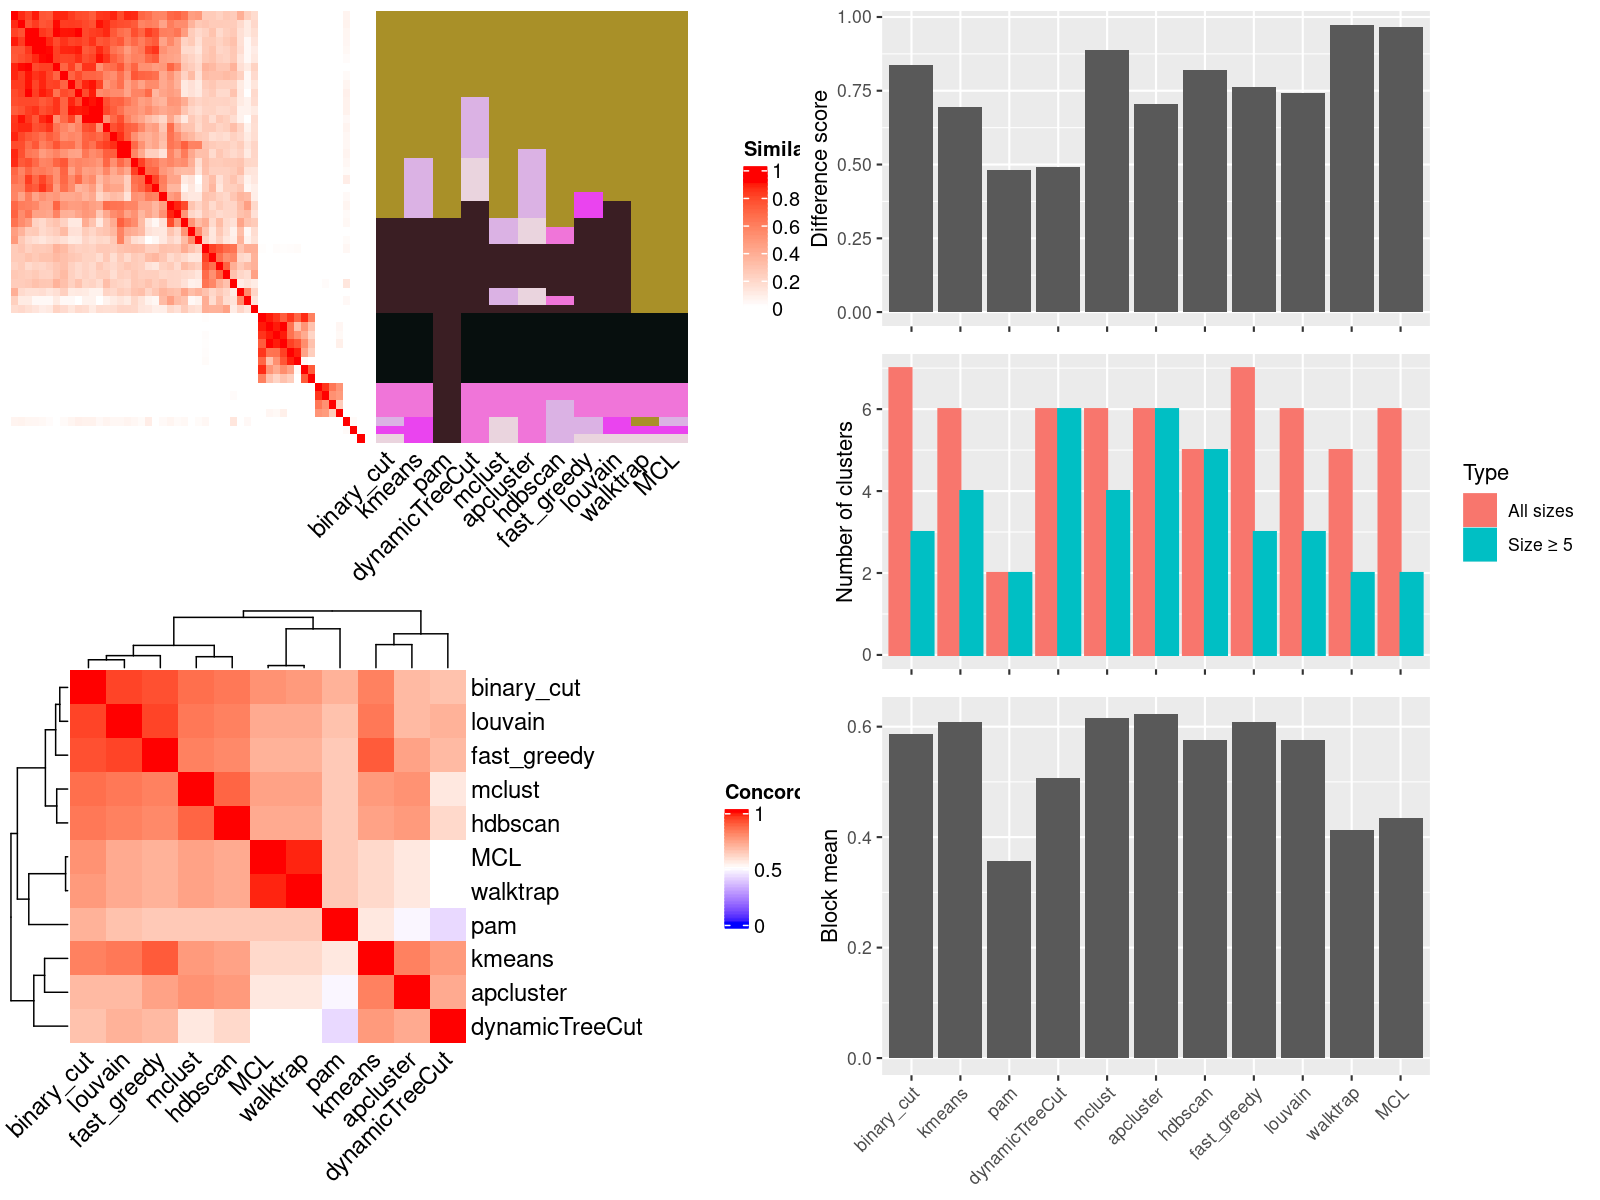 Simila
1
0.8
0.6
0.4
0.2
0
binary_cut
kmeans
pam
dynamicTreeCut
mclust
apcluster
hdbscan
fast_greedy
louvain
walktrap
MCL
binary_cut
louvain
fast_greedy
mclust
hdbscan
MCL
walktrap
pam
kmeans
apcluster
dynamicTreeCut
binary_cut
louvain
fast_greedy
mclust
hdbscan
MCL
walktrap
pam
kmeans
apcluster
dynamicTreeCut
Concord
1
0.5
0
Difference score
1.00
0.75
0.50
0.25
0.00
Number of clusters
6
4
2
0
Type
All sizes
Size ≥ 5
Block mean
0.6
0.4
0.2
0.0
binary_cut
kmeans
pam
dynamicTreeCut
mclust
apcluster
hdbscan
fast_greedy
louvain
walktrap
MCL